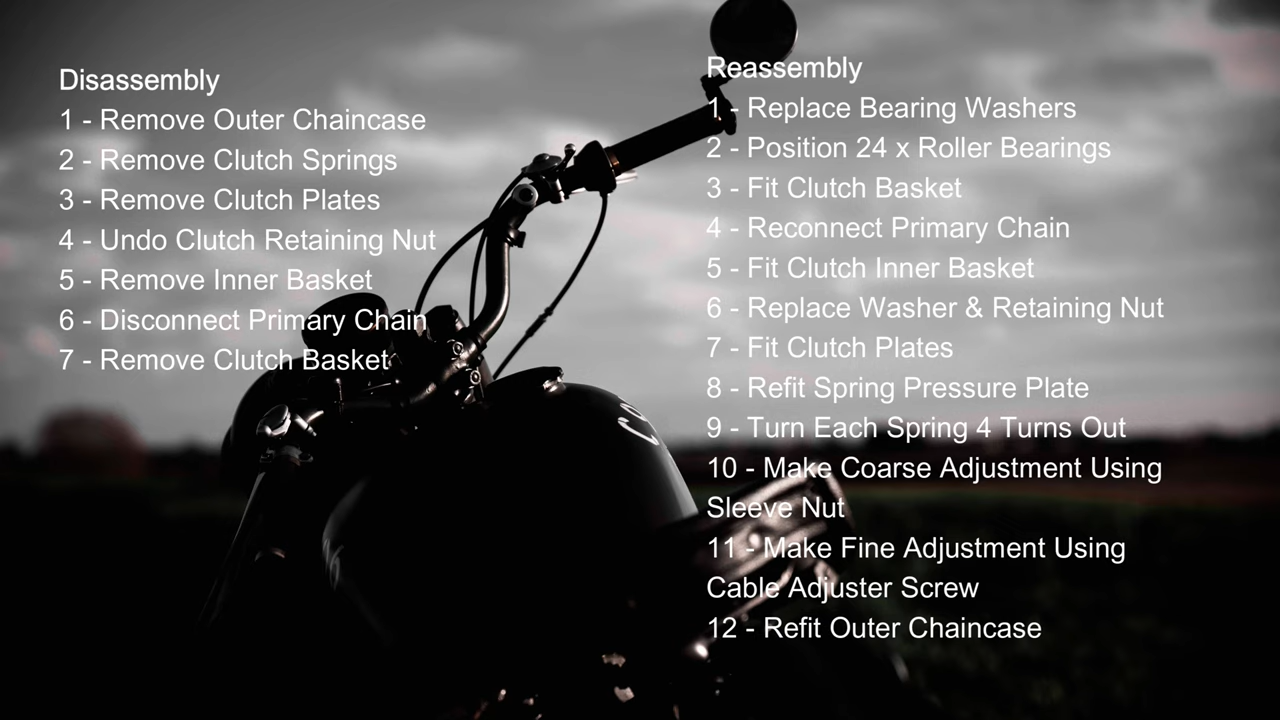 Disassembly
1 - Remove Outer Chaincase
2 - Remove Clutch Springs
3 - Remove Clutch Plates
4 - Undo Clutch Retaining Nut
5 - Remove Inner Basket
6 - Disconnect Primary Chain
7 - Remove Clutch Basket
Reassembly
1 - Replace Bearing Washers
2 - Position 24 x Roller Bearings
3 - Fit Clutch Basket
4 - Reconnect Primary Chain
5 - Fit Clutch Inner Basket
6 - Replace Washer & Retaining Nut
7 - Fit Clutch Plates
8 - Refit Spring Pressure Plate
9 - Turn Each Spring 4 Turns Out
10 - Make Coarse Adjustment Using
Sleeve Nut
11 - Make Fine Adjustment Using
Cable Adjuster Screw
12 - Refit Outer Chaincase